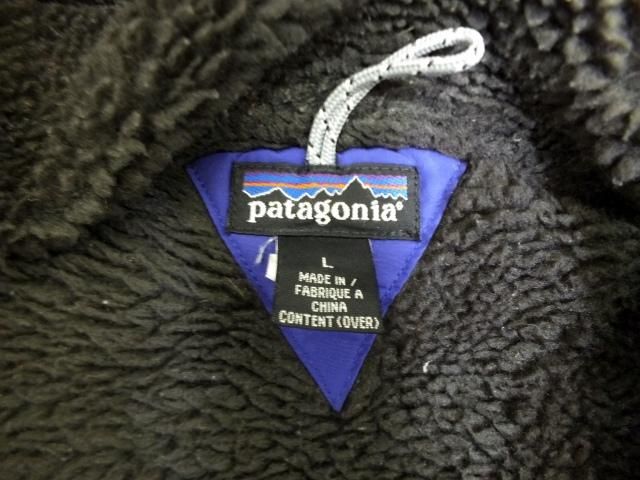 patagonia®
L
MADE IN /
FABRIQUE A
CHINA
CONTENT (OVER)